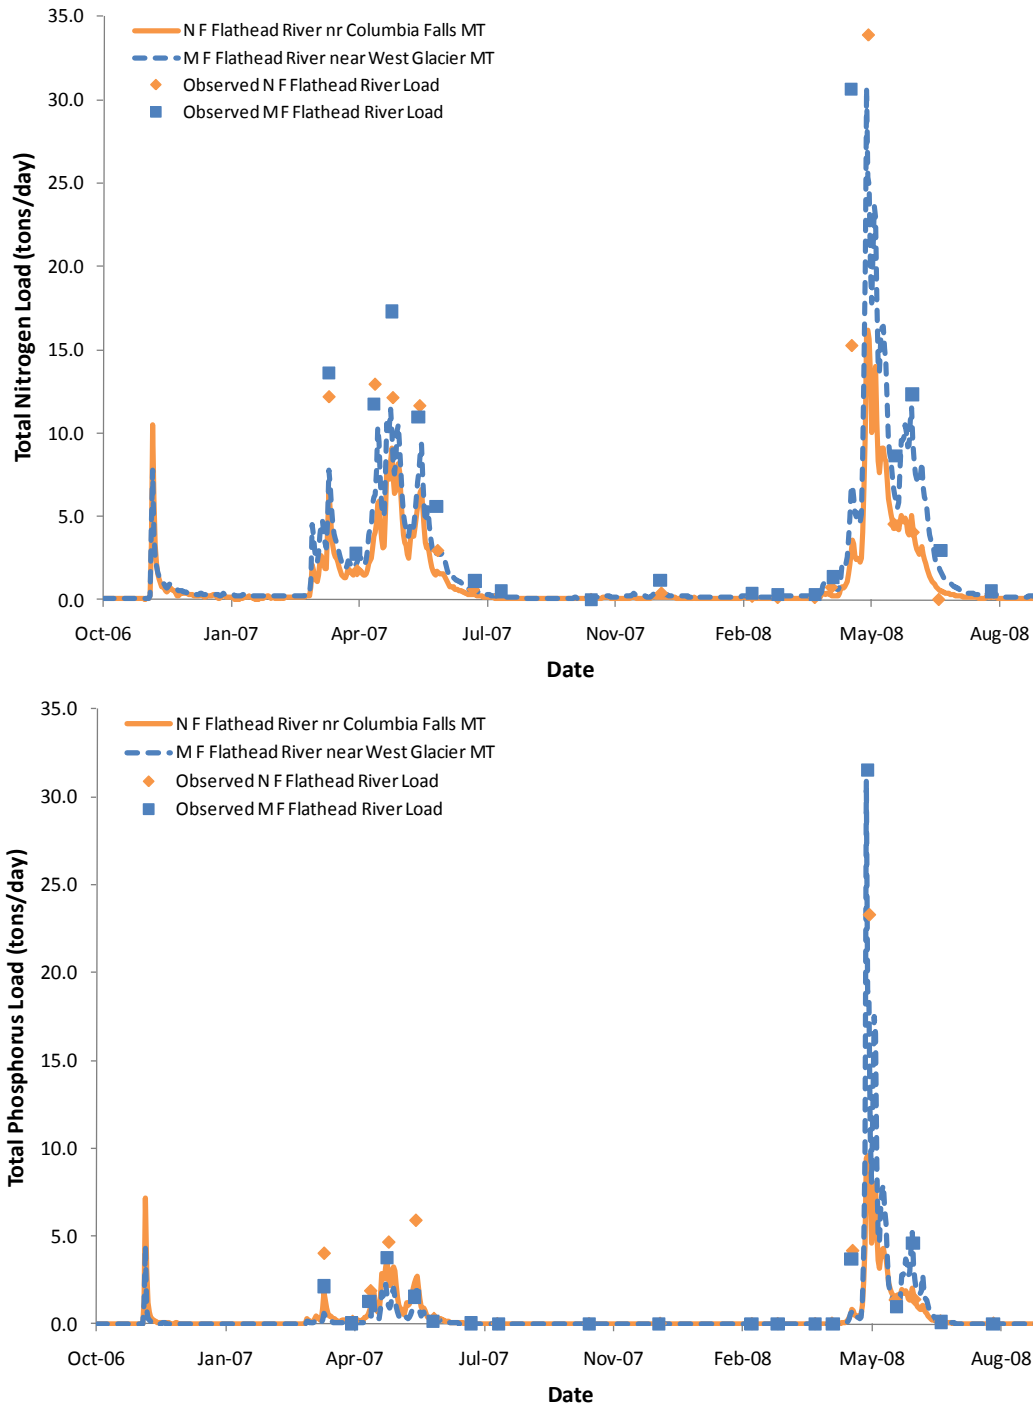 35.0
30.0
25.0
20.0
15.0
10.0
5.0
0.0
Total Nitrogen Load (tons/day)
N F Flathead River nr Columbia Falls MT
M F Flathead River near West Glacier MT
Observed N F Flathead River Load
Observed M F Flathead River Load
Oct-06 Jan-07 Apr-07 Jul-07 Nov-07 Feb-08 May-08 Aug-08
Date
35.0
30.0
25.0
20.0
15.0
10.0
5.0
0.0
Total Phosphorus Load (tons/day)
N F Flathead River nr Columbia Falls MT
M F Flathead River near West Glacier MT
Observed N F Flathead River Load
Observed M F Flathead River Load
Oct-06 Jan-07 Apr-07 Jul-07 Nov-07 Feb-08 May-08 Aug-08
Date